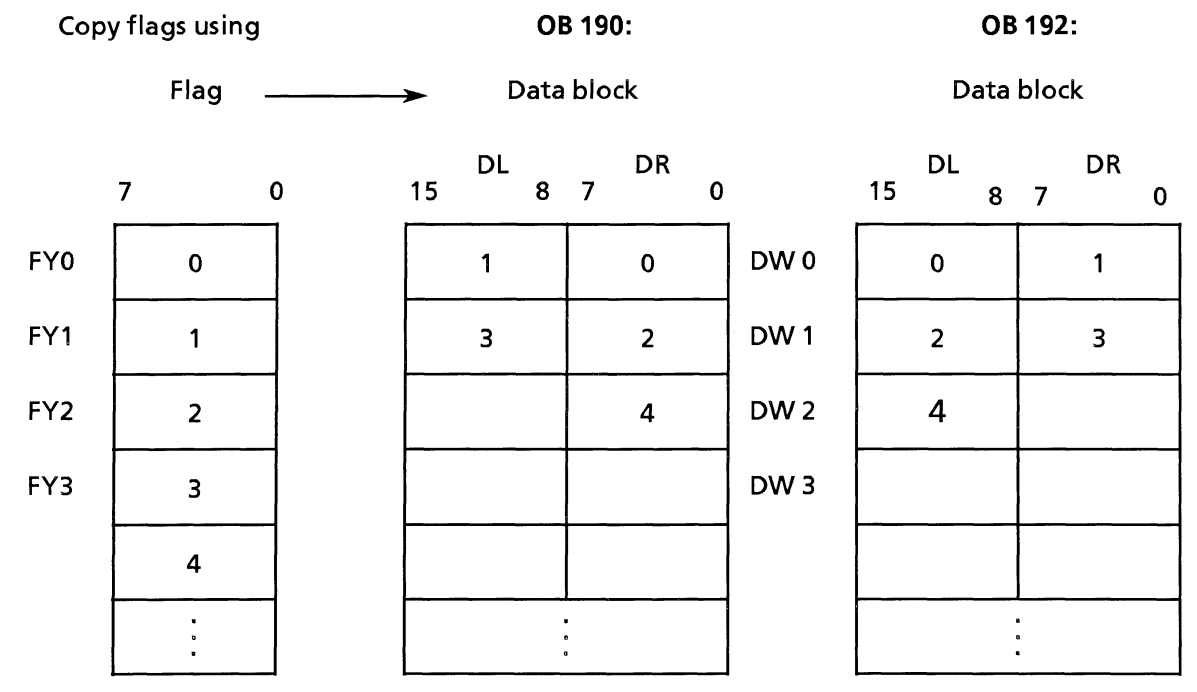 Copy flags using OB 190: OB 192:
Flag Data block Data block
DL DR DL DR
7 0 15 8 7 0 15 8 7 0
FY0 0 1 0 DW 0 0 1
FY1 1 3 2 DW 1 2 3
FY2 2 4 DW 2 4
FY3 3 DW 3
4